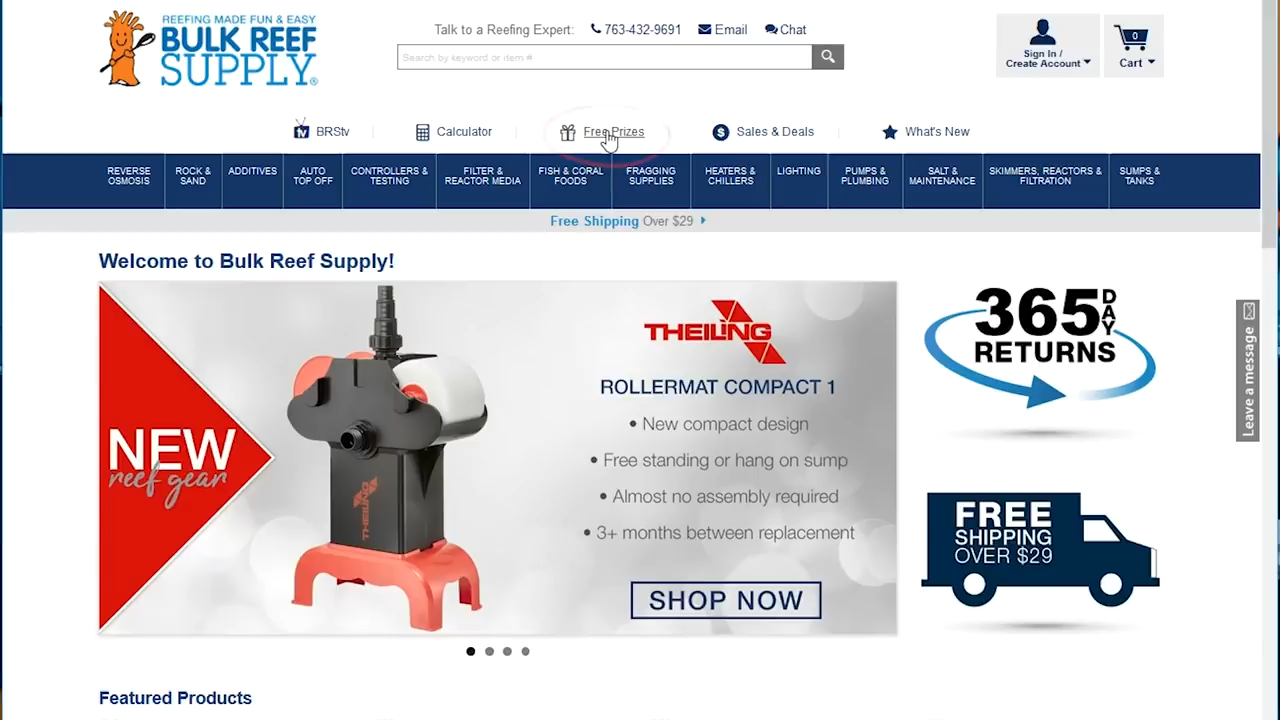 REEFING MADE FUN & EASY
BULK REEF
SUPPLY®
Talk to a Reefing Expert: 763-432-9691 Email Chat
Search by keyword or item #
Sign In /
Create Account
0
Cart
tv BRStv Calculator Free Prizes $ Sales & Deals What's New
REVERSE OSMOSIS
ROCK & SAND
ADDITIVES
AUTO TOP OFF
CONTROLLERS & TESTING
FILTER & REACTOR MEDIA
FISH & CORAL FOODS
FRAGGING SUPPLIES
HEATERS & CHILLERS
LIGHTING
PUMPS & PLUMBING
SALT & MAINTENANCE
SKIMMERS, REACTORS & FILTRATION
SUMPS & TANKS
Free Shipping Over $29
Welcome to Bulk Reef Supply!
NEW
reef gear
THEILING
THEILING
ROLLERMAT COMPACT 1
• New compact design
• Free standing or hang on sump
• Almost no assembly required
• 3+ months between replacement
SHOP NOW
365 DAY
RETURNS
FREE
SHIPPING
OVER $29
Leave a message
Featured Products